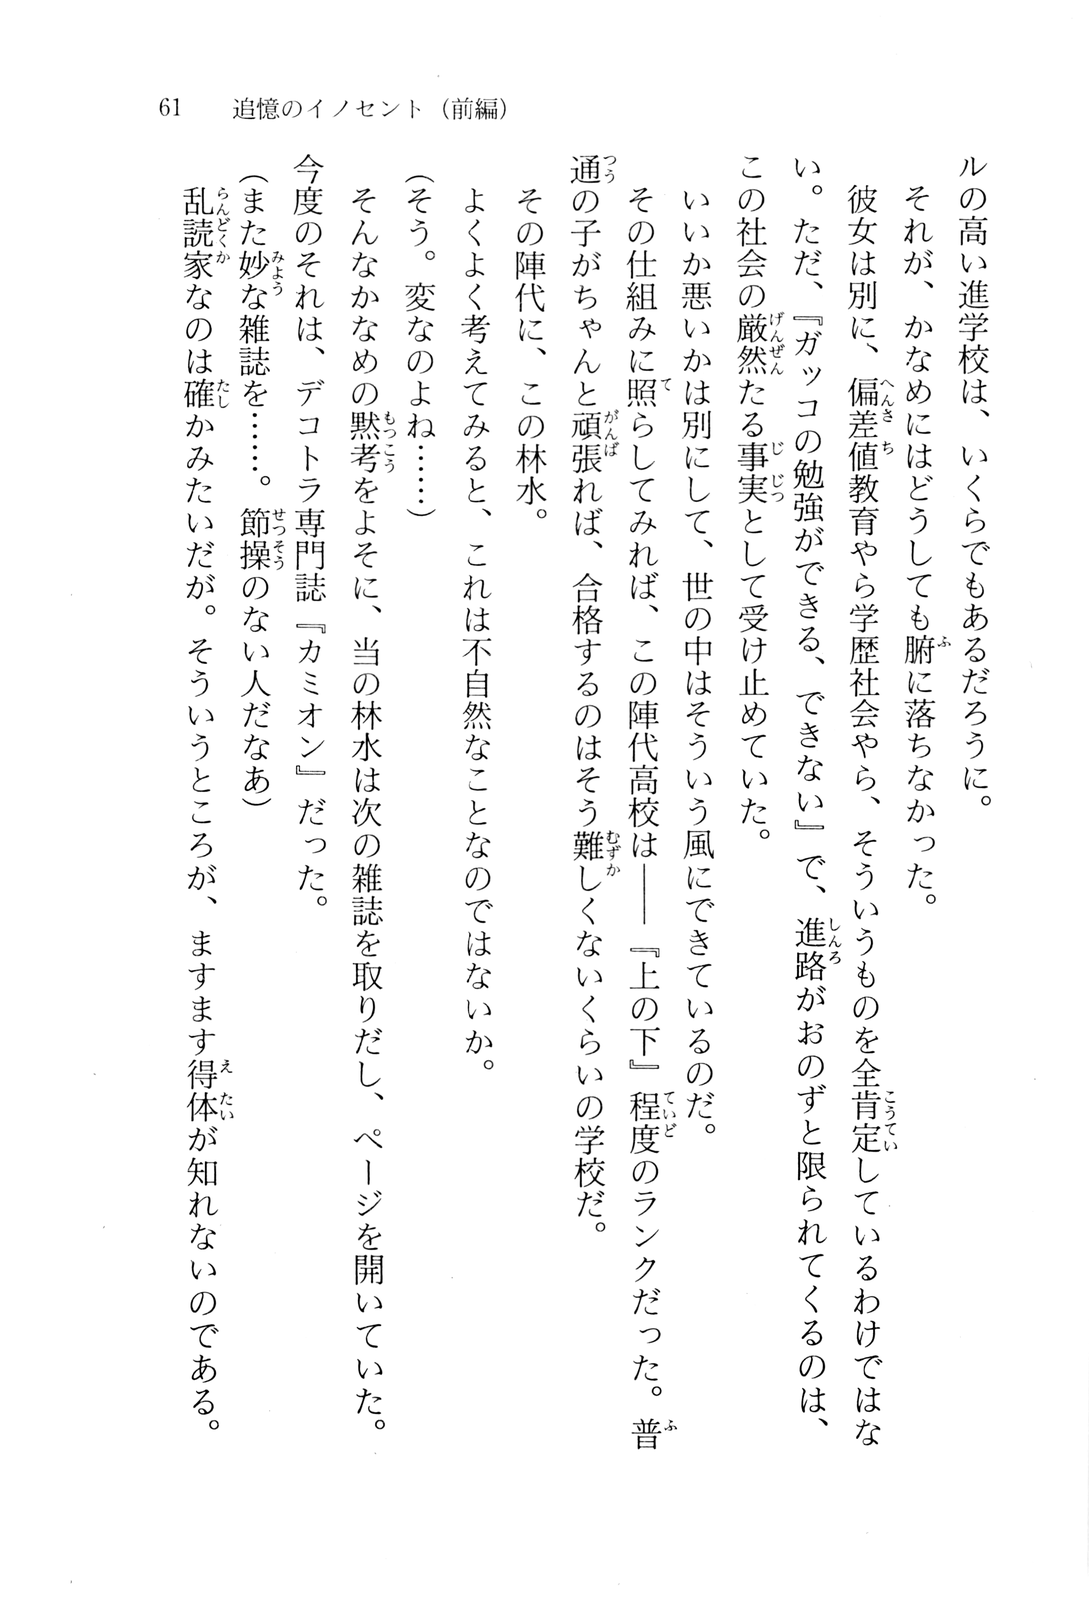 61　追憶のイノセント（前編）
ルの高い進学校は、いくらでもあるだろうに。
それが、かなめにはどうしても腑に落ちなかった。
彼女は別に、偏差値教育やら学歴社会やら、そういうものを全肯定しているわけではな
い。ただ、『ガッコの勉強ができる、できない』で、進路がおのずと限られてくるのは、
この社会の厳然たる事実として受け止めていた。
いいか悪いかは別にして、世の中はそういう風にできているのだ。
その仕組みに照らしてみれば、この陣代高校は――『上の下』程度のランクだった。普
通の子がちゃんと頑張れば、合格するのはそう難しくないくらいの学校だ。
その陣代に、この林水。
よくよく考えてみると、これは不自然なことなのではないか。
（そう。変なのよね……）
そんなかなめの黙考をよそに、当の林水は次の雑誌を取りだし、ページを開いていた。
今度のそれは、デコトラ専門誌『カミオン』だった。
（また妙な雑誌を……。節操のない人だなあ）
乱読家なのは確かみたいだが。そういうところが、ますます得体が知れないのである。